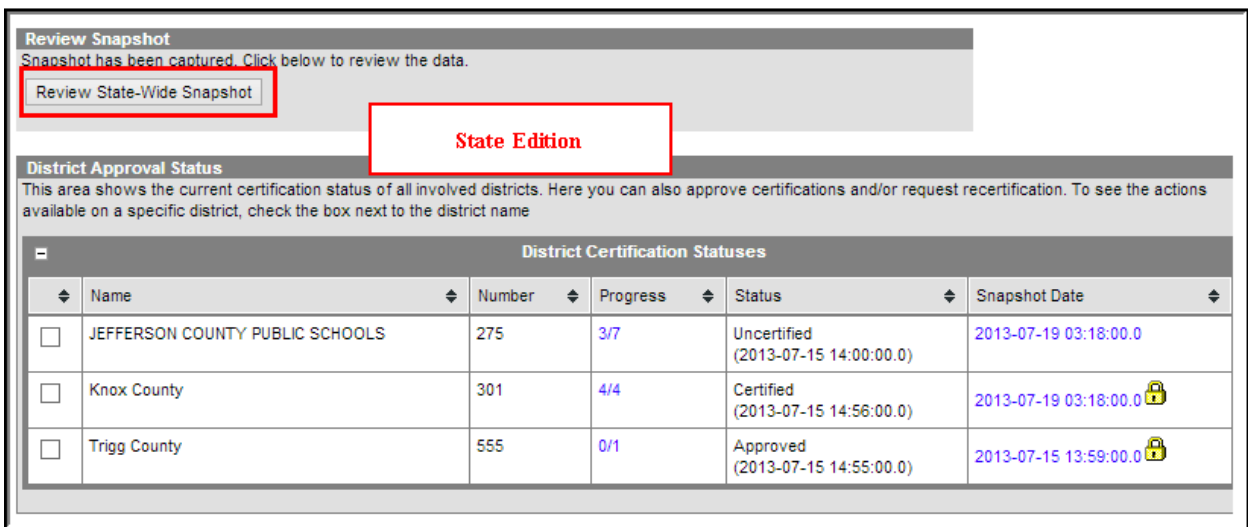 Review Snapshot
Snapshot has been captured. Click below to review the data.
Review State-Wide Snapshot
State Edition
District Approval Status
This area shows the current certification status of all involved districts. Here you can also approve certifications and/or request recertification. To see the actions
available on a specific district, check the box next to the district name
District Certification Statuses
Name Number Progress Status Snapshot Date
JEFFERSON COUNTY PUBLIC SCHOOLS 275 3/7 Uncertified 2013-07-19 03:18:00.0
(2013-07-15 14:00:00.0)
Knox County 301 4/4 Certified 2013-07-19 03:18:00.0
(2013-07-15 14:56:00.0)
Trigg County 555 0/1 Approved 2013-07-15 13:59:00.0
(2013-07-15 14:55:00.0)